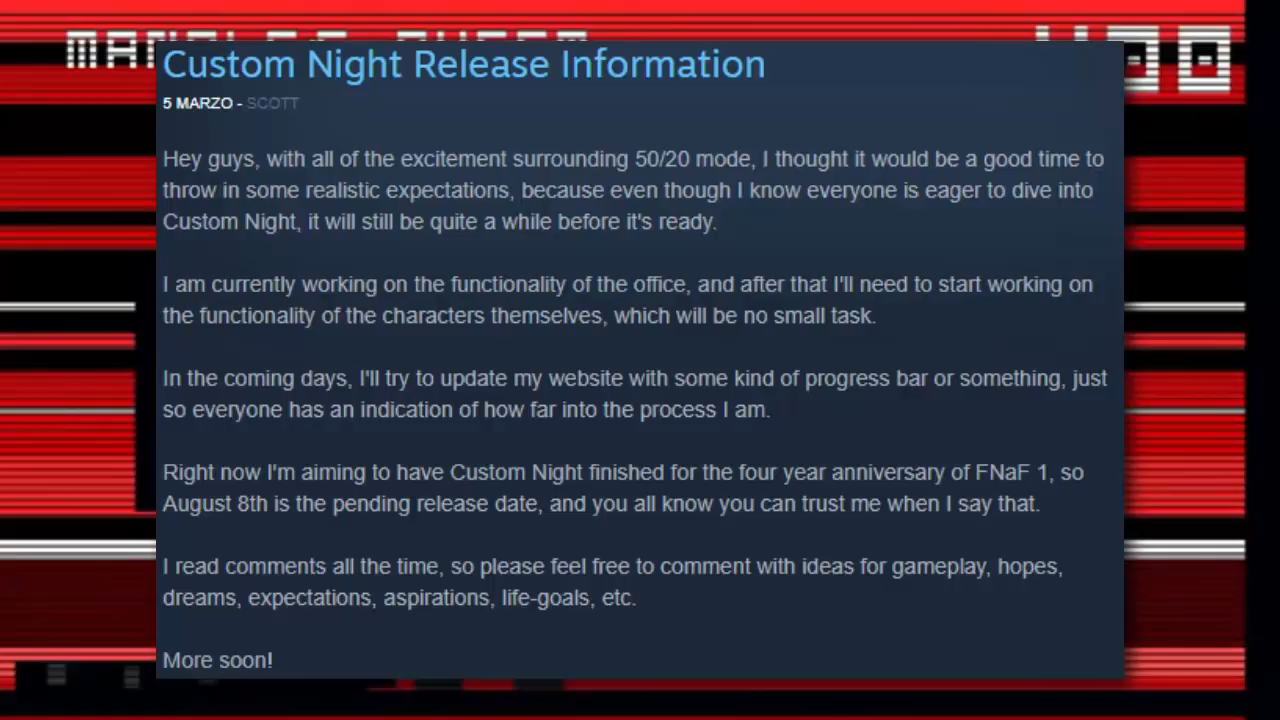 Custom Night Release Information
5 MARZO - SCOTT
Hey guys, with all of the excitement surrounding 50/20 mode, I thought it would be a good time to
throw in some realistic expectations, because even though I know everyone is eager to dive into
Custom Night, it will still be quite a while before it's ready.
I am currently working on the functionality of the office, and after that I'll need to start working on
the functionality of the characters themselves, which will be no small task.
In the coming days, I'll try to update my website with some kind of progress bar or something, just
so everyone has an indication of how far into the process I am.
Right now I'm aiming to have Custom Night finished for the four year anniversary of FNaF 1, so
August 8th is the pending release date, and you all know you can trust me when I say that.
I read comments all the time, so please feel free to comment with ideas for gameplay, hopes,
dreams, expectations, aspirations, life-goals, etc.
More soon!